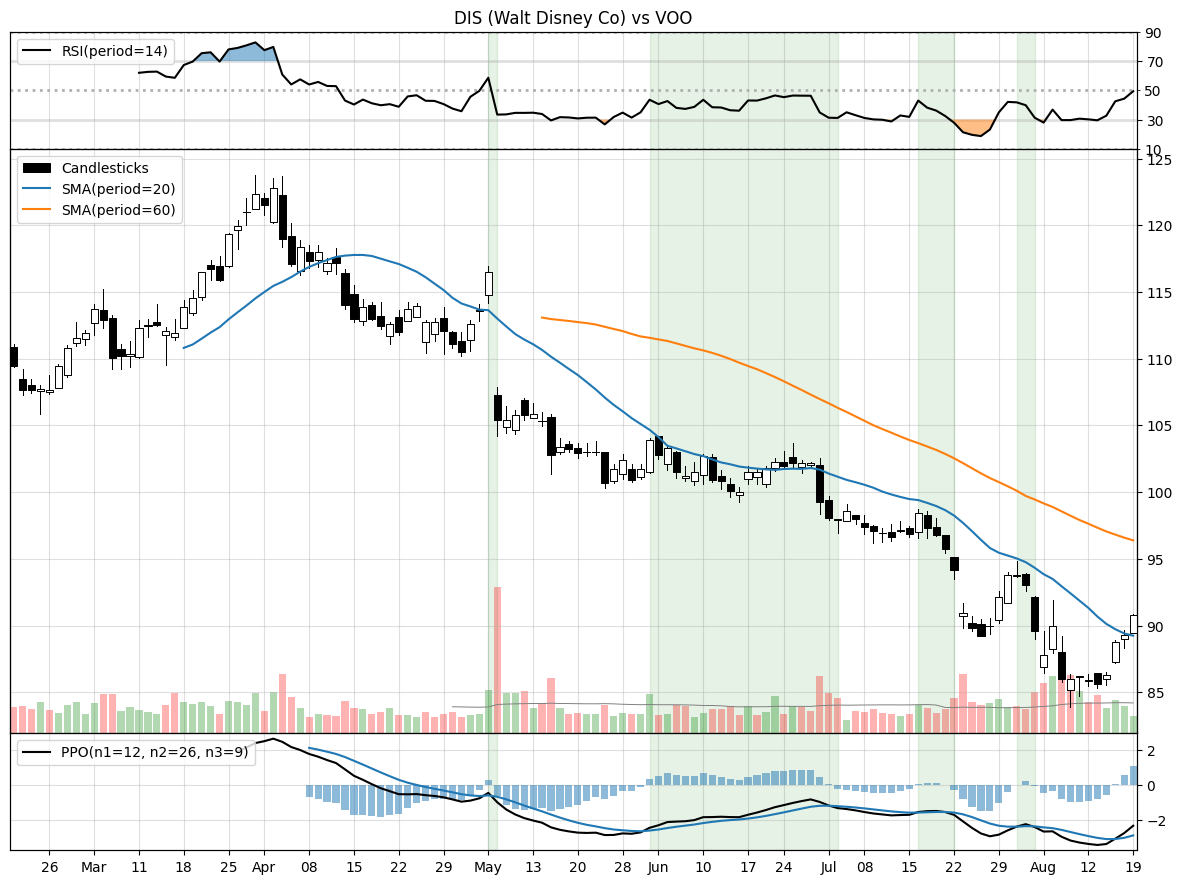 DIS (Walt Disney Co) vs VOO
RSI(period=14)
90
70
50
30
10
Candlesticks
SMA(period=20)
SMA(period=60)
125
120
115
110
105
100
95
90
85
PPO(n1=12, n2=26, n3=9)
2
0
−2
26 Mar 11 18 25 Apr 08 15 22 29 May 13 20 28 Jun 10 17 24 Jul 08 15 22 29 Aug 12 19